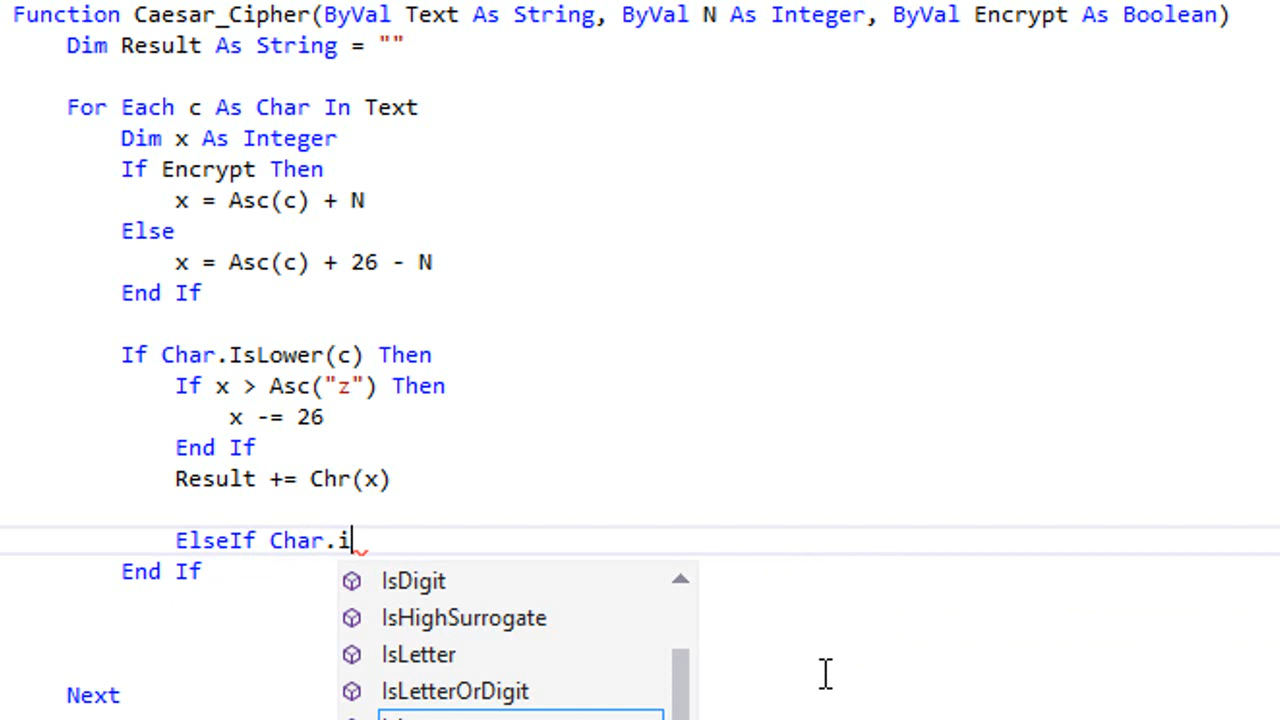 Function Caesar_Cipher(ByVal Text As String, ByVal N As Integer, ByVal Encrypt As Boolean)
Dim Result As String = ""
For Each c As Char In Text
Dim x As Integer
If Encrypt Then
x = Asc(c) + N
Else
x = Asc(c) + 26 - N
End If
If Char.IsLower(c) Then
If x > Asc("z") Then
x -= 26
End If
Result += Chr(x)
ElseIf Char.i
End If
IsDigit
IsHighSurrogate
IsLetter
IsLetterOrDigit
Next